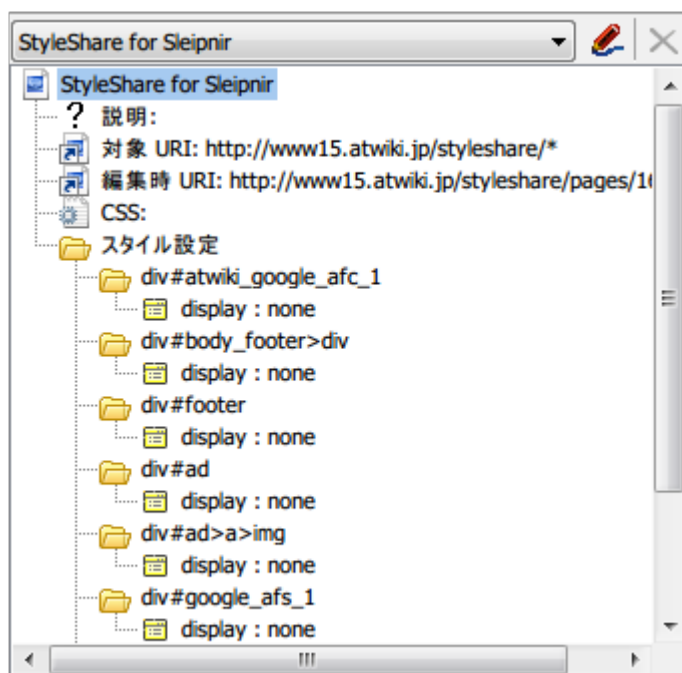 StyleShare for Sleipnir
StyleShare for Sleipnir
説明:
対象 URI: http://www15.atwiki.jp/styleshare/*
編集時 URI: http://www15.atwiki.jp/styleshare/pages/16
CSS:
スタイル設定
div#atwiki_google_afc_1
display : none
div#body_footer>div
display : none
div#footer
display : none
div#ad
display : none
div#ad>a>img
display : none
div#google_afs_1
display : none